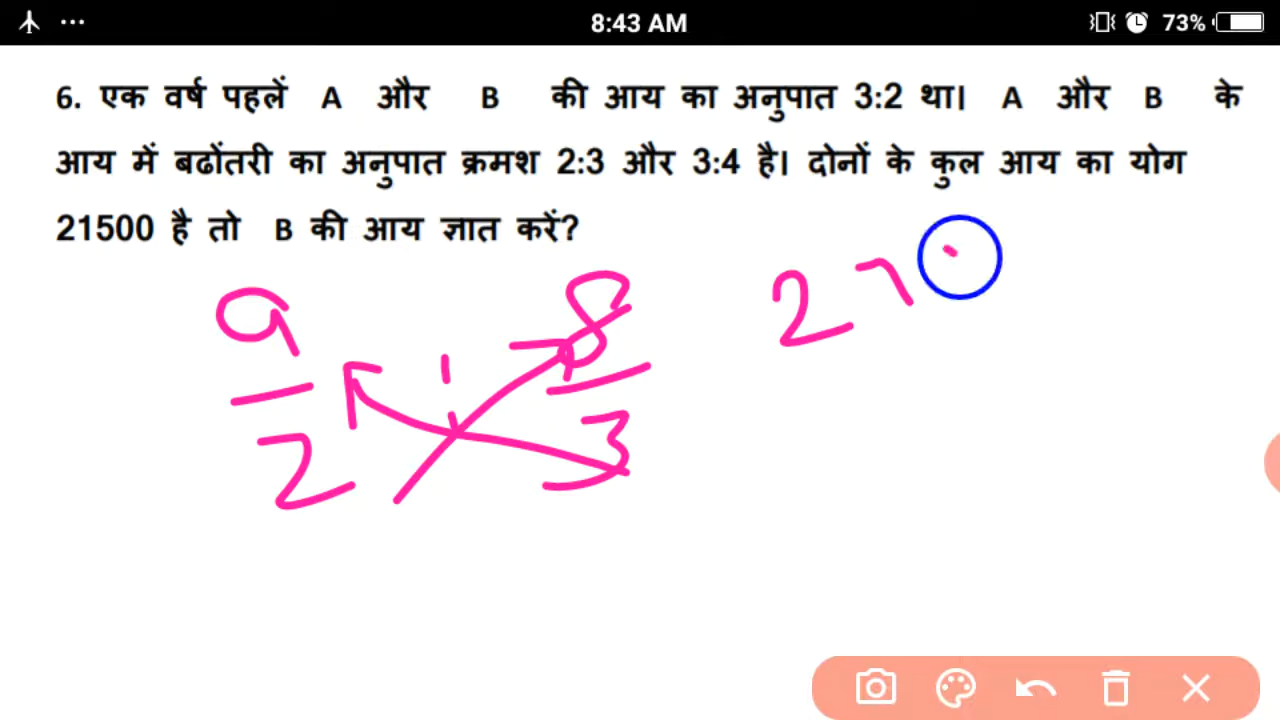 8:43 AM 73%
6. एक वर्ष पहलें A और B की आय का अनुपात 3:2 था। A और B के
आय में बढोंतरी का अनुपात क्रमश 2:3 और 3:4 है। दोनों के कुल आय का योग
21500 है तो B की आय ज्ञात करें?
9 8 27
2 3